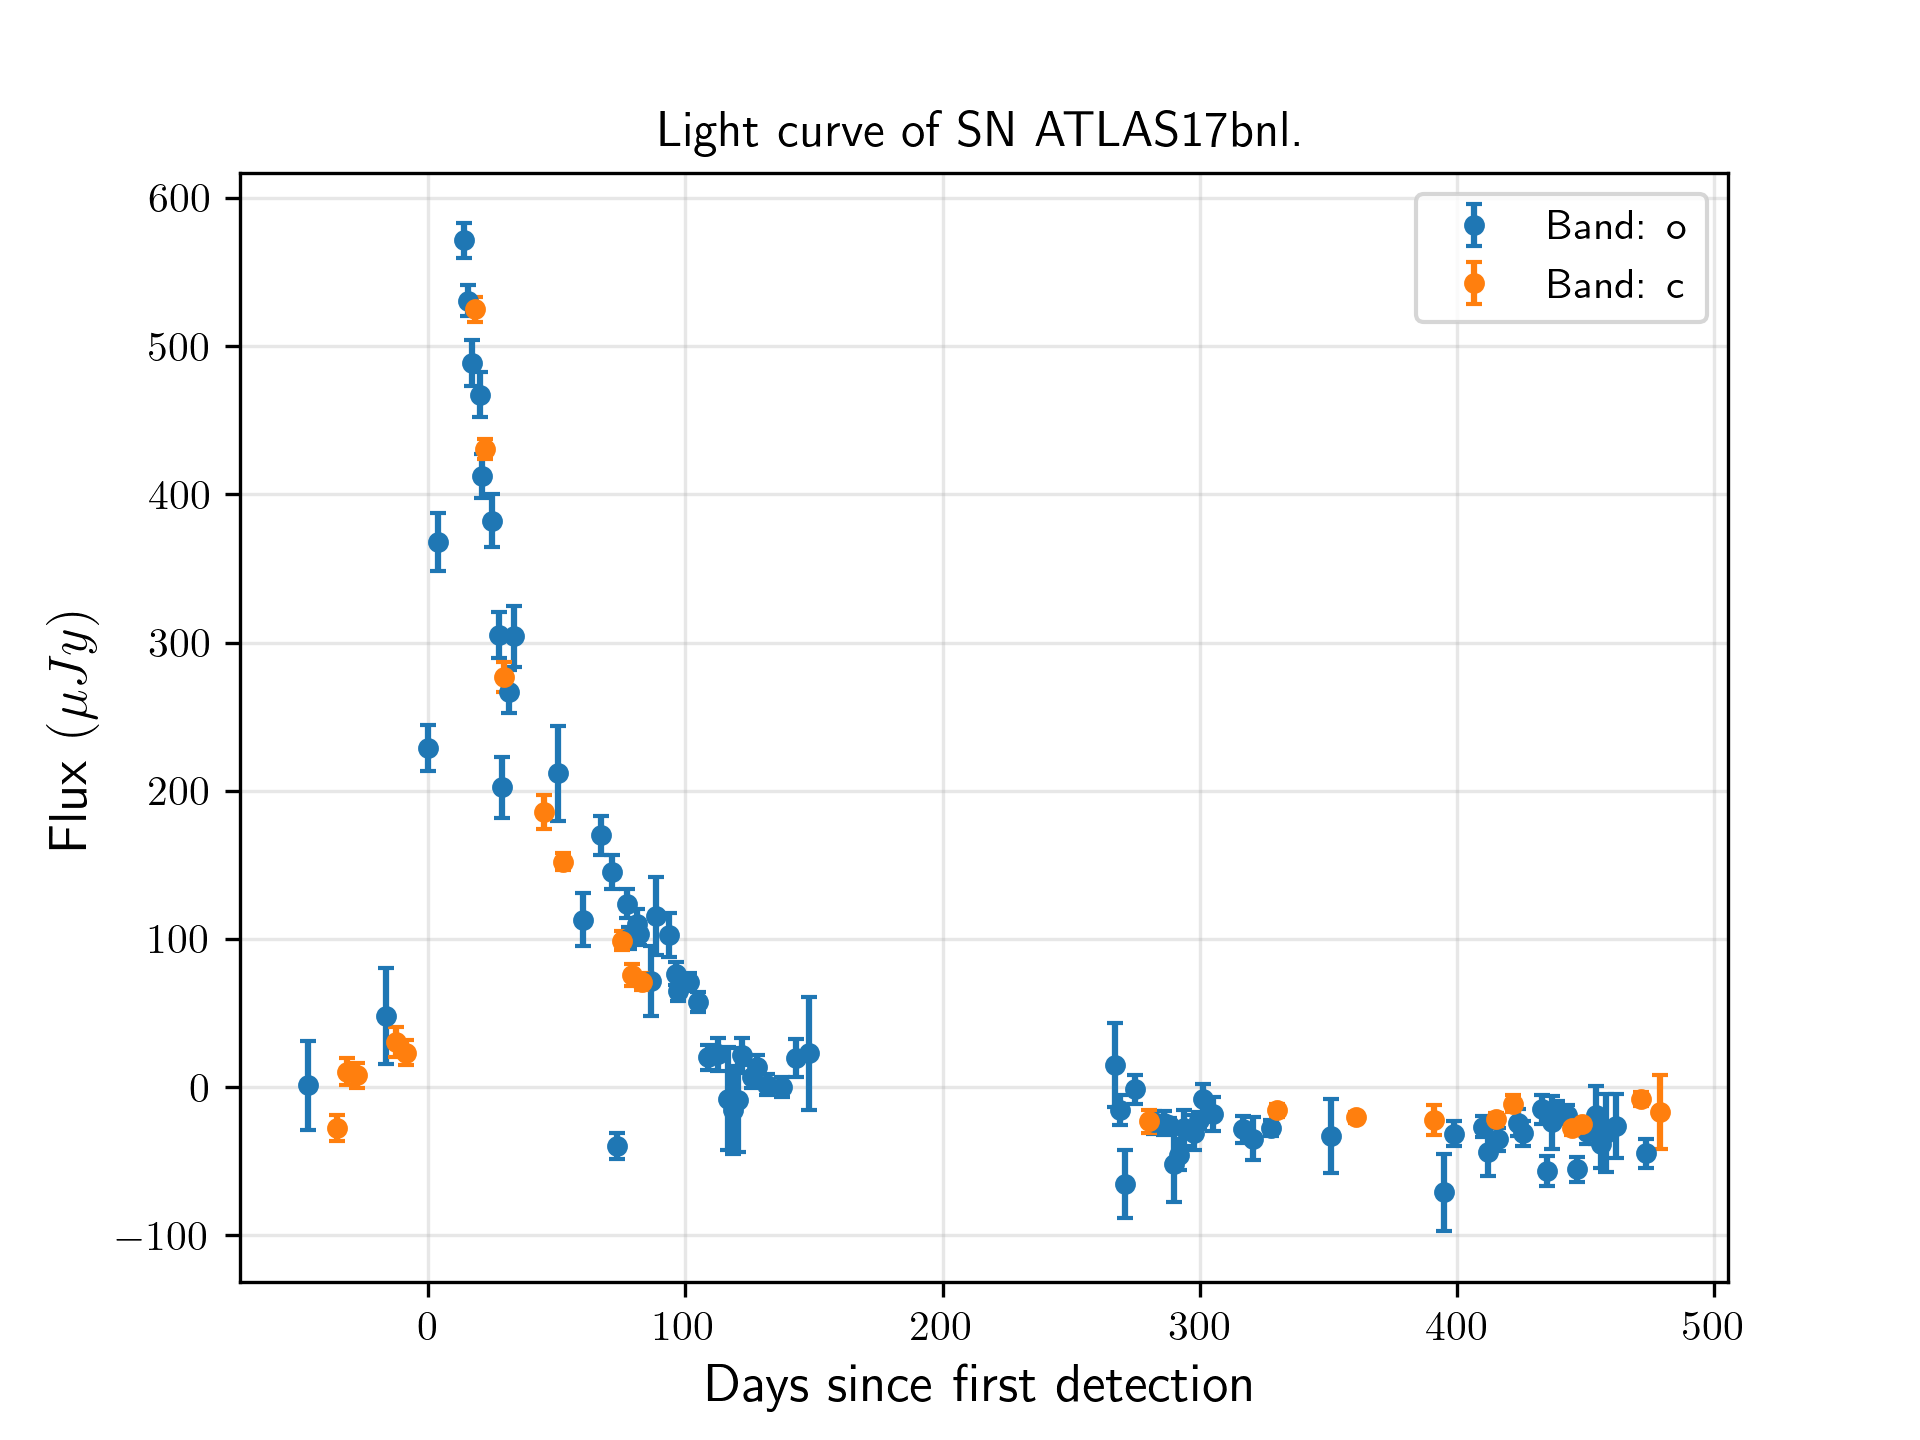 Light curve of SN ATLAS17bnl.
600
500
400
300
200
100
0
−100
Flux (μJy)
0 100 200 300 400 500
Days since first detection
Band: o
Band: c